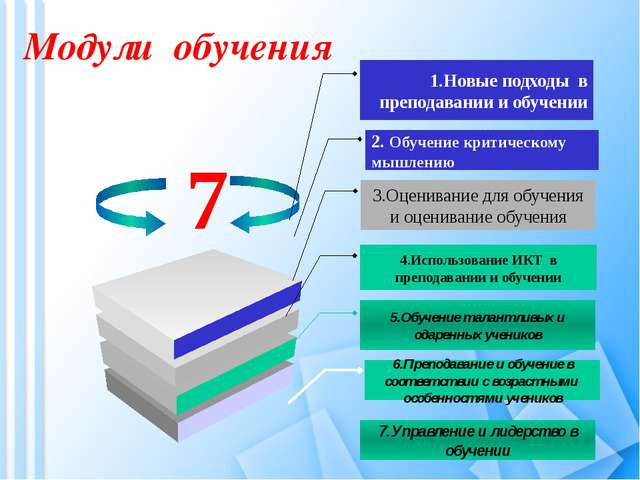 Модули обучения
7
1.Новые подходы в
преподавании и обучении
2. Обучение критическому
мышлению
3.Оценивание для обучения
и оценивание обучения
4.Использование ИКТ в
преподавании и обучении
5.Обучение талантливых и
одаренных учеников
6.Преподавание и обучение в
соответствии с возрастными
особенностями учеников
7.Управление и лидерство в
обучении